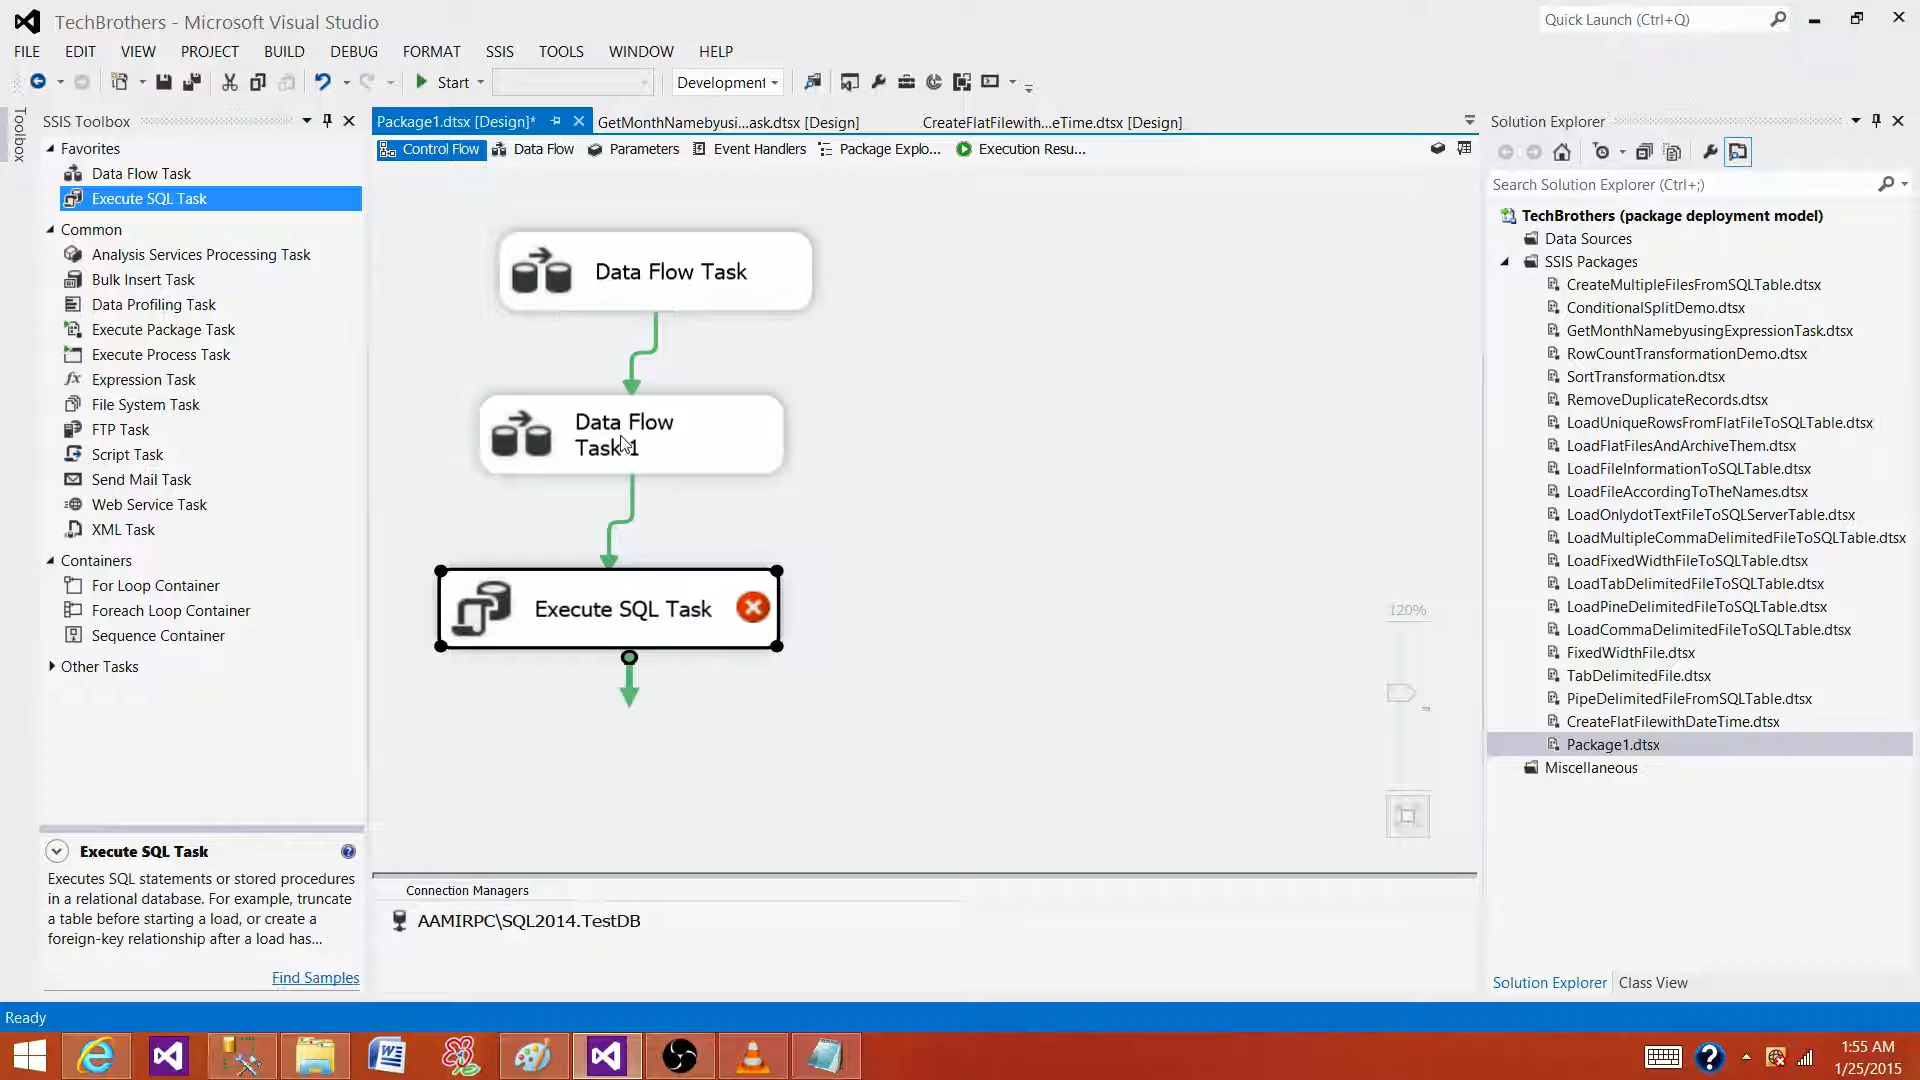 TechBrothers - Microsoft Visual Studio
Quick Launch (Ctrl+Q)
FILE EDIT VIEW PROJECT BUILD DEBUG FORMAT SSIS TOOLS WINDOW HELP
Start Development
Toolbox
SSIS Toolbox
Favorites
Data Flow Task
Execute SQL Task
Common
Analysis Services Processing Task
Bulk Insert Task
Data Profiling Task
Execute Package Task
Execute Process Task
Expression Task
File System Task
FTP Task
Script Task
Send Mail Task
Web Service Task
XML Task
Containers
For Loop Container
Foreach Loop Container
Sequence Container
Other Tasks
Execute SQL Task
Executes SQL statements or stored procedures
in a relational database. For example, truncate
a table before starting a load, or create a
foreign-key relationship after a load has...
Find Samples
Package1.dtsx [Design]* GetMonthNamebyusi...ask.dtsx [Design] CreateFlatFilewith...eTime.dtsx [Design]
Control Flow Data Flow Parameters Event Handlers Package Explo... Execution Resu...
Data Flow Task
Data Flow
Task 1
Execute SQL Task
120%
Connection Managers
AAMIRPC\SQL2014.TestDB
Solution Explorer
Search Solution Explorer (Ctrl+;)
TechBrothers (package deployment model)
Data Sources
SSIS Packages
CreateMultipleFilesFromSQLTable.dtsx
ConditionalSplitDemo.dtsx
GetMonthNamebyusingExpressionTask.dtsx
RowCountTransformationDemo.dtsx
SortTransformation.dtsx
RemoveDuplicateRecords.dtsx
LoadUniqueRowsFromFlatFileToSQLTable.dtsx
LoadFlatFilesAndArchiveThem.dtsx
LoadFileInformationToSQLTable.dtsx
LoadFileAccordingToTheNames.dtsx
LoadOnlydotTextFileToSQLServerTable.dtsx
LoadMultipleCommaDelimitedFileToSQLTable.dtsx
LoadFixedWidthFileToSQLTable.dtsx
LoadTabDelimitedFileToSQLTable.dtsx
LoadPineDelimitedFileToSQLTable.dtsx
LoadCommaDelimitedFileToSQLTable.dtsx
FixedWidthFile.dtsx
TabDelimitedFile.dtsx
PipeDelimitedFileFromSQLTable.dtsx
CreateFlatFilewithDateTime.dtsx
Package1.dtsx
Miscellaneous
Solution Explorer Class View
Ready
1:55 AM
1/25/2015